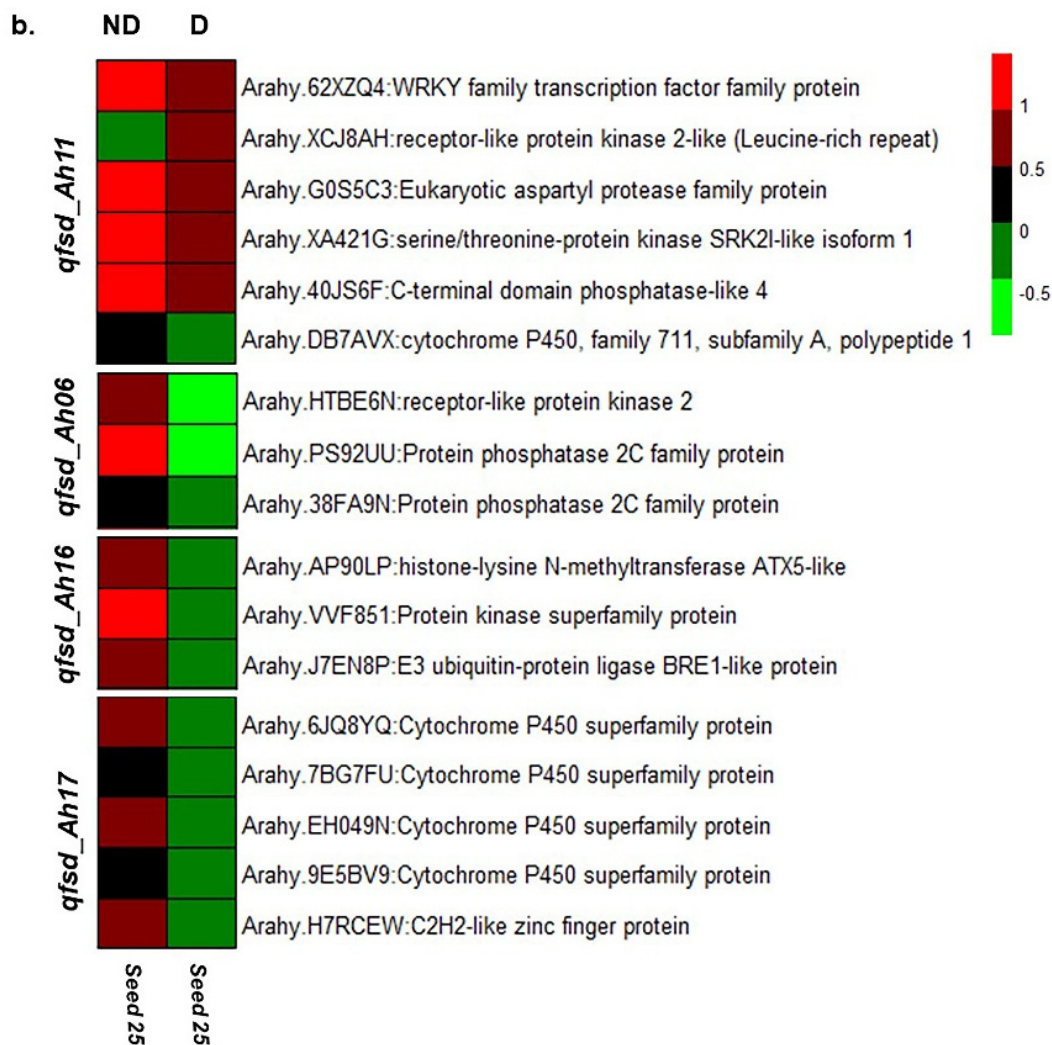 b.
ND D
qfsd_Ah11
Arahy.62XZQ4:WRKY family transcription factor family protein
Arahy.XCJ8AH:receptor-like protein kinase 2-like (Leucine-rich repeat)
Arahy.G0S5C3:Eukaryotic aspartyl protease family protein
Arahy.XA421G:serine/threonine-protein kinase SRK2I-like isoform 1
Arahy.40JS6F:C-terminal domain phosphatase-like 4
Arahy.DB7AVX:cytochrome P450, family 711, subfamily A, polypeptide 1
1
0.5
0
-0.5
qfsd_Ah06
Arahy.HTBE6N:receptor-like protein kinase 2
Arahy.PS92UU:Protein phosphatase 2C family protein
Arahy.38FA9N:Protein phosphatase 2C family protein
qfsd_Ah16
Arahy.AP90LP:histone-lysine N-methyltransferase ATX5-like
Arahy.VVF851:Protein kinase superfamily protein
Arahy.J7EN8P:E3 ubiquitin-protein ligase BRE1-like protein
qfsd_Ah17
Arahy.6JQ8YQ:Cytochrome P450 superfamily protein
Arahy.7BG7FU:Cytochrome P450 superfamily protein
Arahy.EH049N:Cytochrome P450 superfamily protein
Arahy.9E5BV9:Cytochrome P450 superfamily protein
Arahy.H7RCEW:C2H2-like zinc finger protein
Seed 25
Seed 25